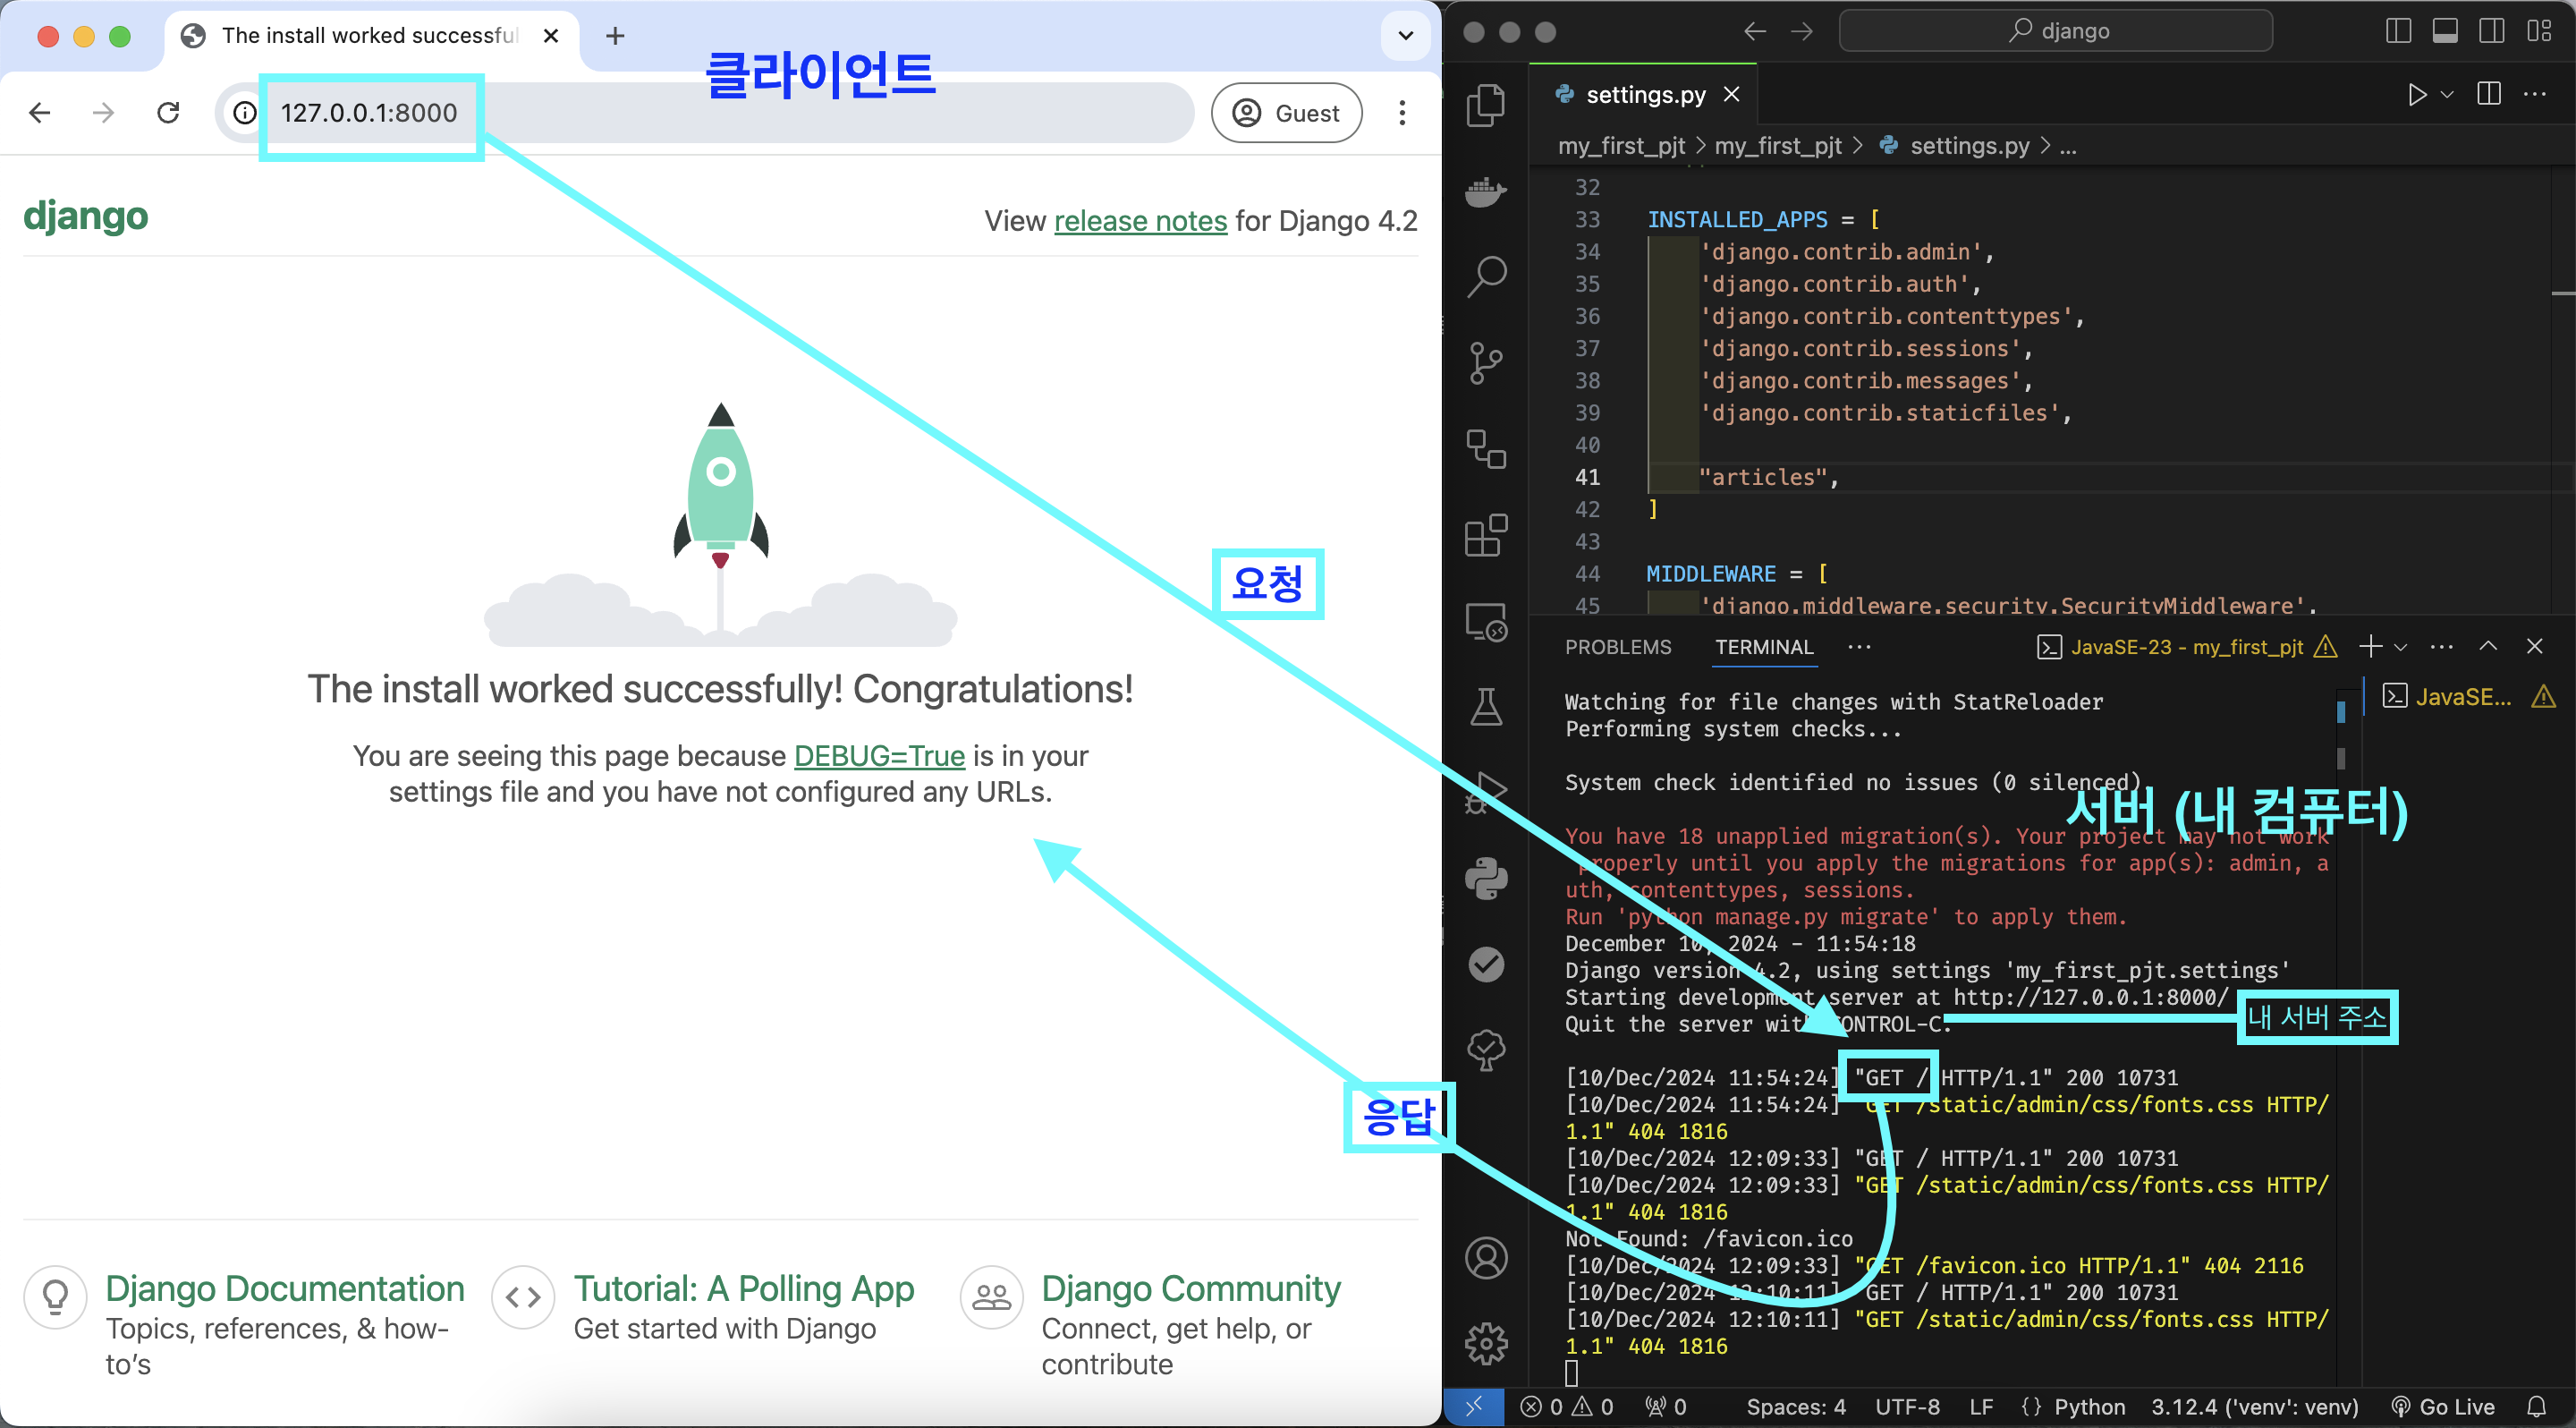 The install worked successful
클라이언트
127.0.0.1:8000
Guest
django
View release notes for Django 4.2
요청
The install worked successfully! Congratulations!
You are seeing this page because DEBUG=True is in your
settings file and you have not configured any URLs.
응답
Django Documentation
Topics, references, & how-
to's
Tutorial: A Polling App
Get started with Django
Django Community
Connect, get help, or
contribute
django
settings.py
my_first_pjt > my_first_pjt > settings.py > ...
32
33 INSTALLED_APPS = [
34 'django.contrib.admin',
35 'django.contrib.auth',
36 'django.contrib.contenttypes',
37 'django.contrib.sessions',
38 'django.contrib.messages',
39 'django.contrib.staticfiles',
40
41 "articles",
42 ]
43
44 MIDDLEWARE = [
45 'django.middleware.security.SecurityMiddleware',
PROBLEMS TERMINAL ...
JavaSE-23 - my_first_pjt
JavaSE...
Watching for file changes with StatReloader
Performing system checks...
System check identified no issues (0 silenced).
서버 (내 컴퓨터)
You have 18 unapplied migration(s). Your project may not work
properly until you apply the migrations for app(s): admin, a
uth, contenttypes, sessions.
Run 'python manage.py migrate' to apply them.
December 10, 2024 - 11:54:18
Django version 4.2, using settings 'my_first_pjt.settings'
Starting development server at http://127.0.0.1:8000/
Quit the server with CONTROL-C.
내 서버 주소
[10/Dec/2024 11:54:24] "GET / HTTP/1.1" 200 10731
[10/Dec/2024 11:54:24] "GET /static/admin/css/fonts.css HTTP/
1.1" 404 1816
[10/Dec/2024 12:09:33] "GET / HTTP/1.1" 200 10731
[10/Dec/2024 12:09:33] "GET /static/admin/css/fonts.css HTTP/
1.1" 404 1816
Not Found: /favicon.ico
[10/Dec/2024 12:09:33] "GET /favicon.ico HTTP/1.1" 404 2116
[10/Dec/2024 12:10:11] "GET / HTTP/1.1" 200 10731
[10/Dec/2024 12:10:11] "GET /static/admin/css/fonts.css HTTP/
1.1" 404 1816
0 0 0 Spaces: 4 UTF-8 LF {} Python 3.12.4 ('venv': venv) Go Live